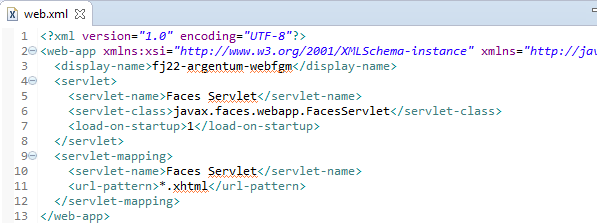 web.xml
1 <?xml version="1.0" encoding="UTF-8"?>
2 <web-app xmlns:xsi="http://www.w3.org/2001/XMLSchema-instance" xmlns="http://jav
3 <display-name>fj22-argentum-webfgm</display-name>
4 <servlet>
5 <servlet-name>Faces Servlet</servlet-name>
6 <servlet-class>javax.faces.webapp.FacesServlet</servlet-class>
7 <load-on-startup>1</load-on-startup>
8 </servlet>
9 <servlet-mapping>
10 <servlet-name>Faces Servlet</servlet-name>
11 <url-pattern>*.xhtml</url-pattern>
12 </servlet-mapping>
13 </web-app>